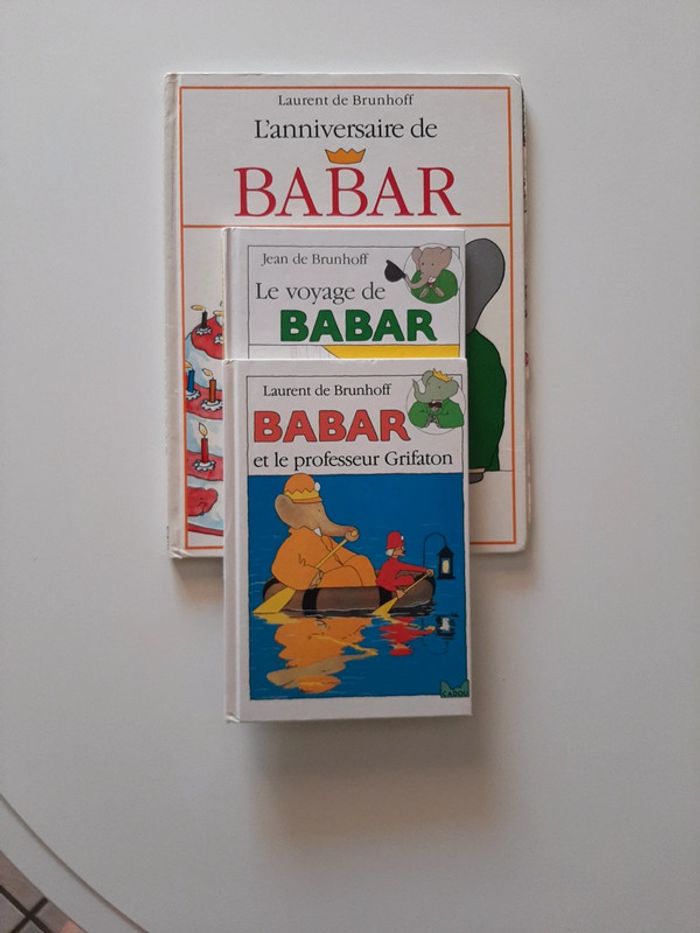 Laurent de Brunhoff
L'anniversaire de
BABAR
Jean de Brunhoff
Le voyage de
BABAR
Laurent de Brunhoff
BABAR
et le professeur Grifaton
CADOU